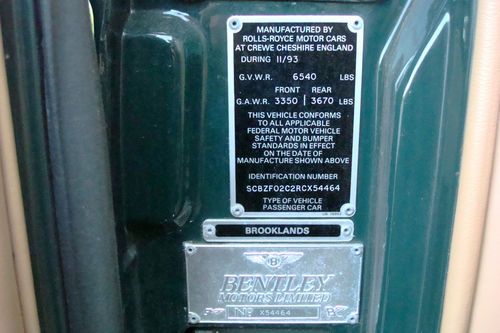 MANUFACTURED BY
ROLLS-ROYCE MOTOR CARS
AT CREWE CHESHIRE ENGLAND
DURING 11/93
G.V.W.R. 6540 LBS
FRONT REAR
G.A.W.R. 3350 3670 LBS
THIS VEHICLE CONFORMS
TO ALL APPLICABLE
FEDERAL MOTOR VEHICLE
SAFETY AND BUMPER
STANDARDS IN EFFECT
ON THE DATE OF
MANUFACTURE SHOWN ABOVE
IDENTIFICATION NUMBER
SCBZF02C2RCX54464
TYPE OF VEHICLE
PASSENGER CAR
BROOKLANDS
B
BENTLEY
MOTORS LIMITED
Nº X54464